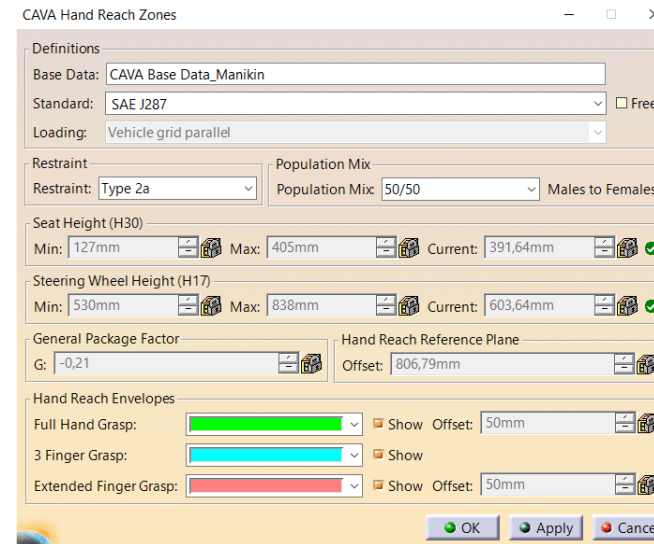 CAVA Hand Reach Zones
Definitions
Base Data: CAVA Base Data_Manikin
Standard: SAE J287 Free
Loading: Vehicle grid parallel
Restraint Population Mix
Restraint: Type 2a Population Mix: 50/50 Males to Females
Seat Height (H30)
Min: 127mm Max: 405mm Current: 391,64mm
Steering Wheel Height (H17)
Min: 530mm Max: 838mm Current: 603,64mm
General Package Factor Hand Reach Reference Plane
G: -0,21 Offset: 806,79mm
Hand Reach Envelopes
Full Hand Grasp: Show Offset: 50mm
3 Finger Grasp: Show
Extended Finger Grasp: Show Offset: 50mm
OK Apply Cance